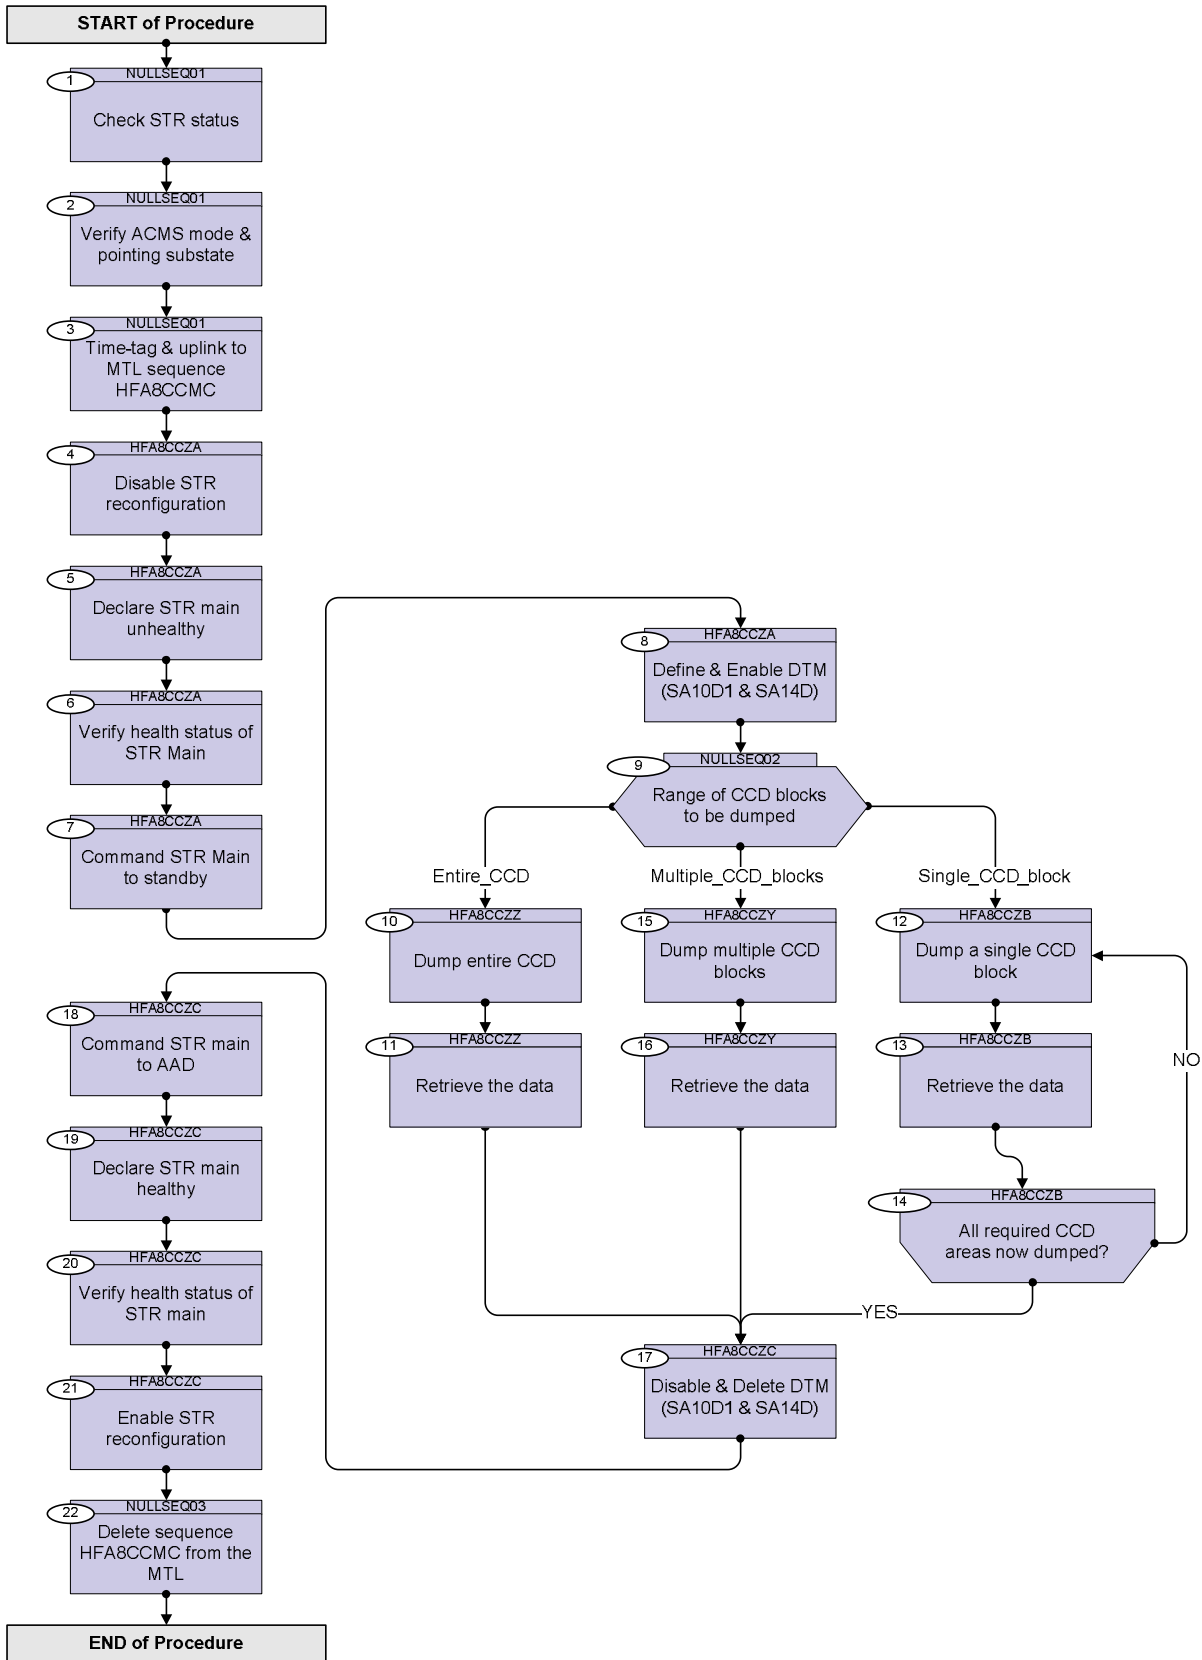 START of Procedure
NULLSEQ01
1
Check STR status
NULLSEQ01
2
Verify ACMS mode &
pointing substate
NULLSEQ01
3
Time-tag & uplink to
MTL sequence
HFA8CCMC
HFA8CCZA
4
Disable STR
reconfiguration
HFA8CCZA
5
Declare STR main
unhealthy
HFA8CCZA
6
Verify health status of
STR Main
HFA8CCZA
7
Command STR Main
to standby
HFA8CCZA
8
Define & Enable DTM
(SA10D1 & SA14D)
NULLSEQ02
9
Range of CCD blocks
to be dumped
Entire_CCD
Multiple_CCD_blocks
Single_CCD_block
HFA8CCZZ
10
Dump entire CCD
HFA8CCZZ
11
Retrieve the data
HFA8CCZY
15
Dump multiple CCD
blocks
HFA8CCZY
16
Retrieve the data
HFA8CCZB
12
Dump a single CCD
block
HFA8CCZB
13
Retrieve the data
HFA8CCZB
14
All required CCD
areas now dumped?
NO
YES
HFA8CCZC
17
Disable & Delete DTM
(SA10D1 & SA14D)
HFA8CCZC
18
Command STR main
to AAD
HFA8CCZC
19
Declare STR main
healthy
HFA8CCZC
20
Verify health status of
STR main
HFA8CCZC
21
Enable STR
reconfiguration
NULLSEQ03
22
Delete sequence
HFA8CCMC from the
MTL
END of Procedure